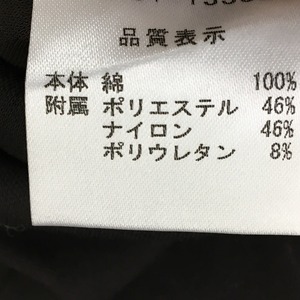 品質表示
本体 綿 100%
附属 ポリエステル 46%
ナイロン 46%
ポリウレタン 8%